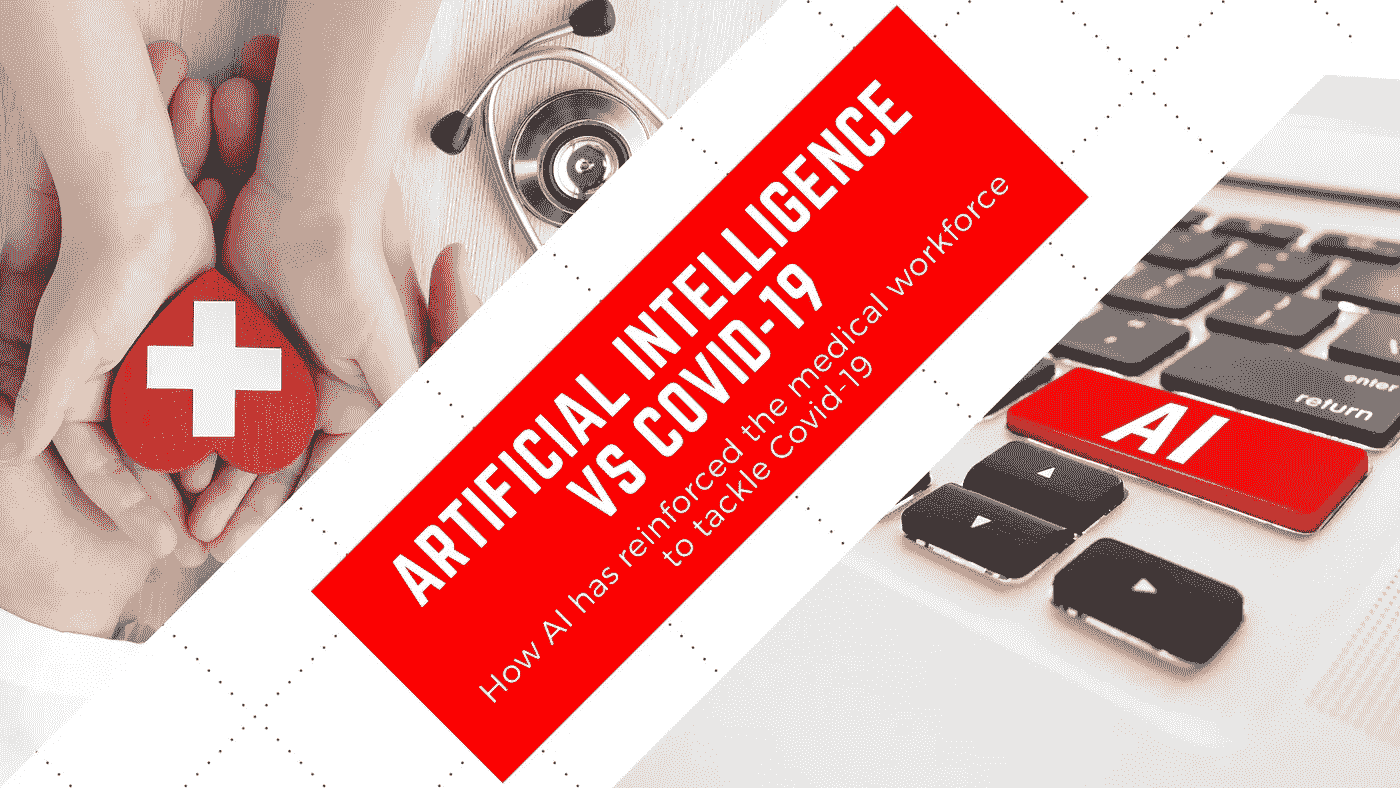 ARTIFICIAL INTELLIGENCE
VS COVID-19
How AI has reinforced the medical workforce
to tackle Covid-19
enter
return
AI